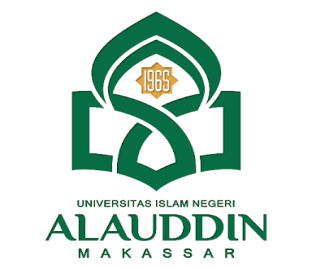 1965
UNIVERSITAS ISLAM NEGERI
ALAUDDIN
MAKASSAR